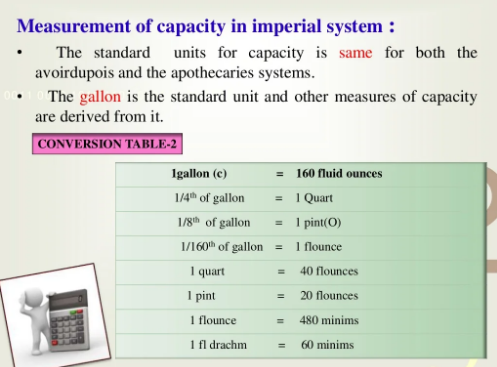 Measurement of capacity in imperial system :
• The standard units for capacity is same for both the
avoirdupois and the apothecaries systems.
• The gallon is the standard unit and other measures of capacity
are derived from it.
CONVERSION TABLE-2
1gallon (c) = 160 fluid ounces
1/4th of gallon = 1 Quart
1/8th of gallon = 1 pint(O)
1/160th of gallon = 1 flounce
1 quart = 40 flounces
1 pint = 20 flounces
1 flounce = 480 minims
1 fl drachm = 60 minims